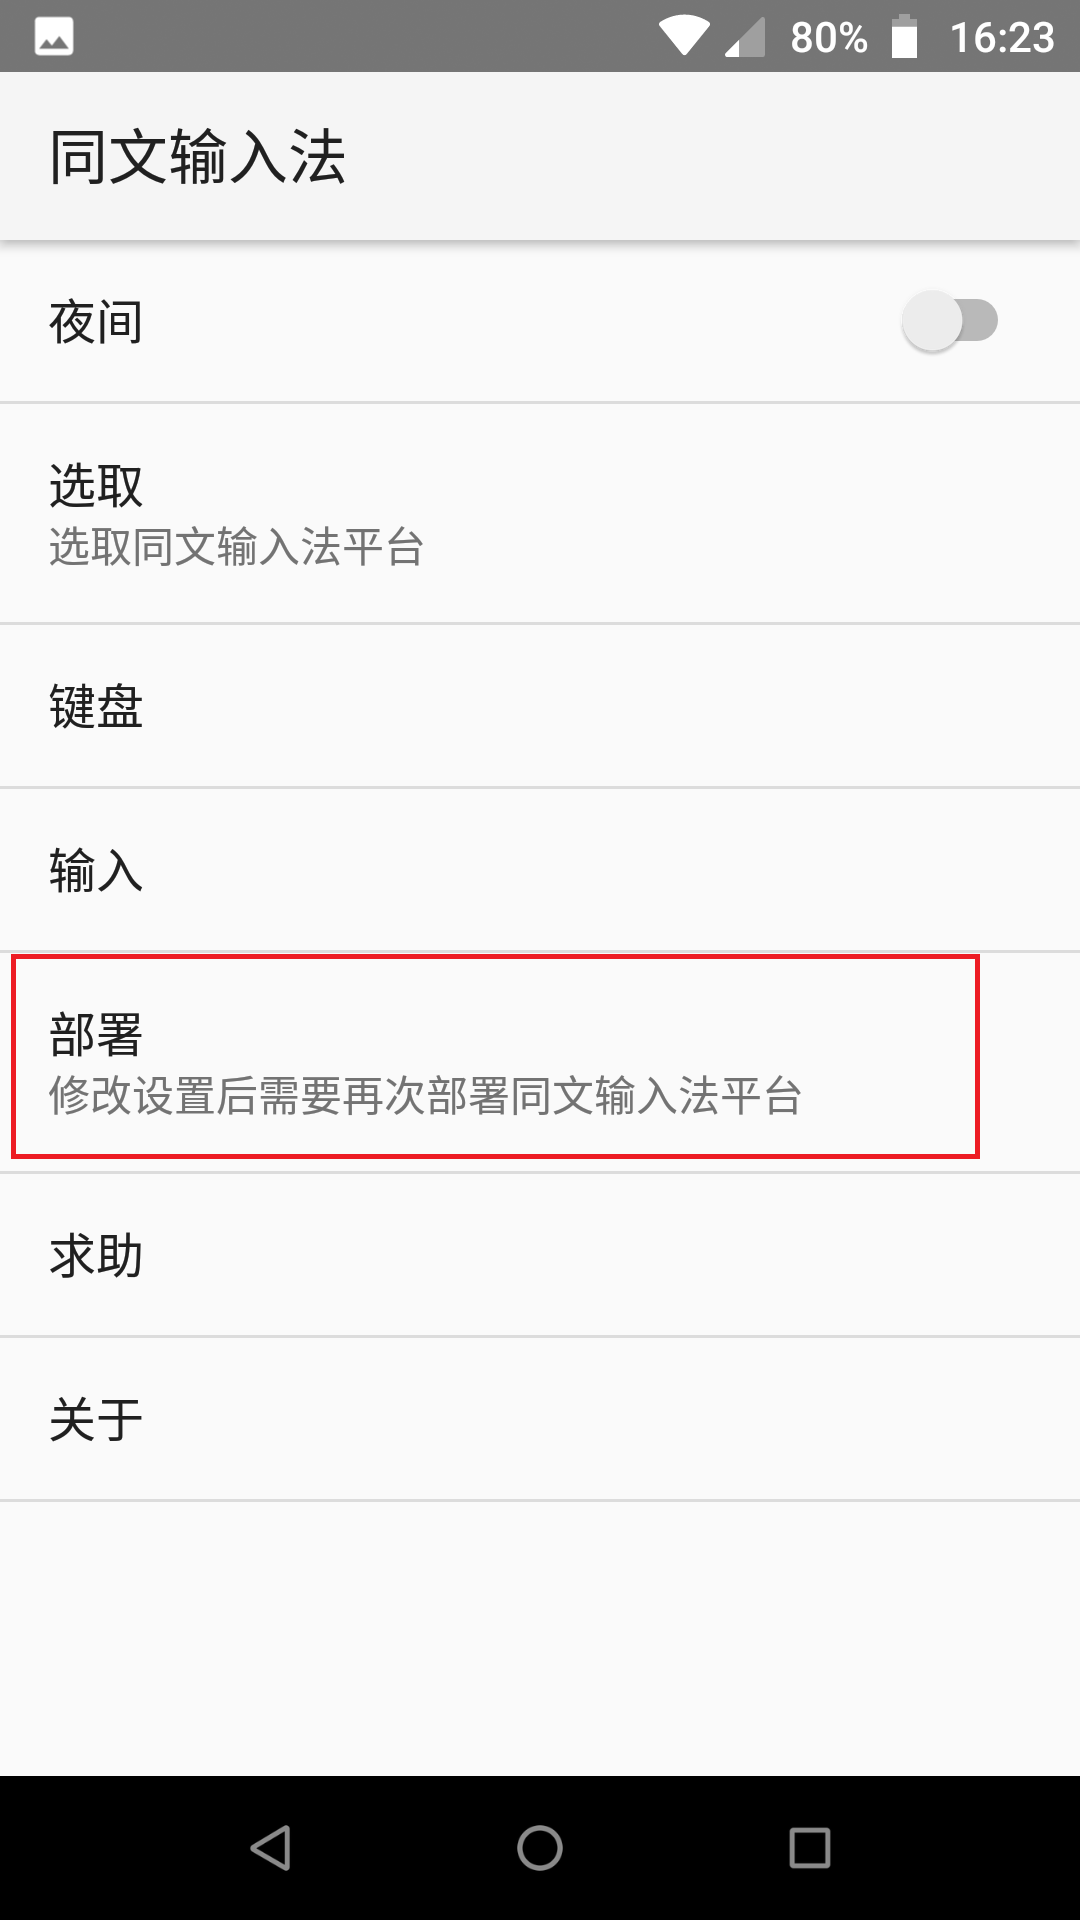 80% 16:23
同文输入法
夜间
选取
选取同文输入法平台
键盘
输入
部署
修改设置后需要再次部署同文输入法平台
求助
关于